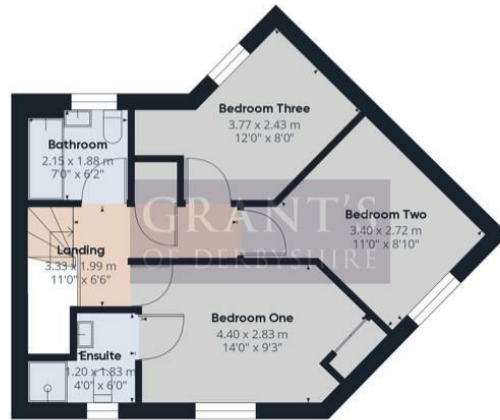 Bedroom Three
3.77 x 2.43 m
12'0" x 8'0"
Bathroom
2.15 x 1.88 m
7'0" x 6'2"
Bedroom Two
3.40 x 2.72 m
11'0" x 8'10"
GRANT'S
OF DERBYSHIRE
Landing
3.33 x 1.99 m
11'0" x 6'6"
Bedroom One
4.40 x 2.83 m
14'0" x 9'3"
Ensuite
1.20 x 1.83 m
4'0" x 6'0"